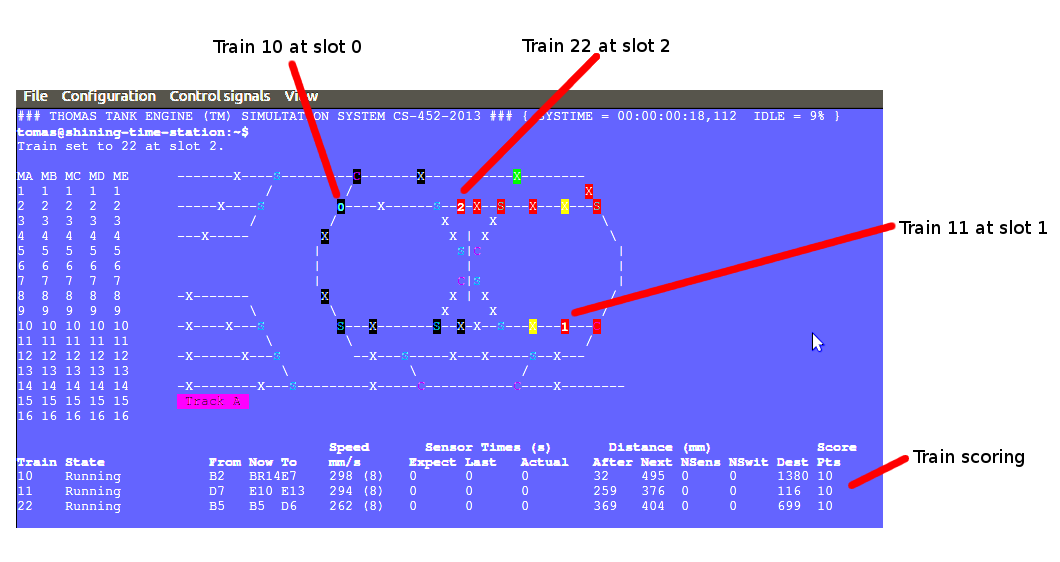 Train 10 at slot 0
Train 22 at slot 2
File Configuration Control signals View
### THOMAS TANK ENGINE (TM) SIMULTATION SYSTEM CS-452-2013 ### { SYSTIME = 00:00:00:18,112 IDLE = 9% }
tomas@shining-time-station:~$
Train set to 22 at slot 2.
MA MB MC MD ME -------X----S---------C-------X-----------X--------
1 1 1 1 1 / / X
2 2 2 2 2 -----X----S 0----X------S--2-X--S---X---X---S
3 3 3 3 3 / / X X \
4 4 4 4 4 ---X----- X X | X \
5 5 5 5 5 | S|C |
6 6 6 6 6 | | |
7 7 7 7 7 | C|S |
8 8 8 8 8 -X------- X X | X /
9 9 9 9 9 \ \ X X /
10 10 10 10 10 -X----X---S S---X-------S--X-X--S---X---1---
11 11 11 11 11 \ \ /
12 12 12 12 12 -X-------X---S --X---S-----X---X-----S--X---
13 13 13 13 13 \ \ /
14 14 14 14 14 -X--------X---S---------X-----C-----------C----X--------
15 15 15 15 15 Track A
16 16 16 16 16
Train 11 at slot 1
Speed Sensor Times (s) Distance (mm) Score
Train State From Now To mm/s Expect Last Actual After Next NSens NSwit Dest Pts
10 Running B2 BR14E7 298 (8) 0 0 0 32 495 0 0 1380 10
11 Running D7 E10 E13 294 (8) 0 0 0 259 376 0 0 116 10
22 Running B5 B5 D6 262 (8) 0 0 0 369 404 0 0 699 10
Train scoring